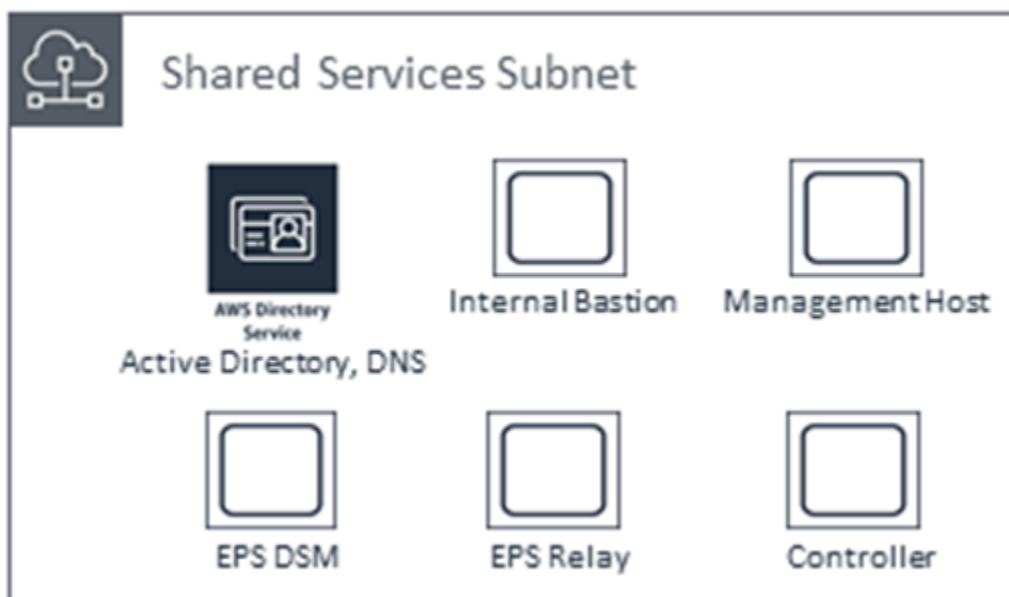 Shared Services Subnet
AWS Directory
Service
Active Directory, DNS
Internal Bastion
Management Host
EPS DSM
EPS Relay
Controller